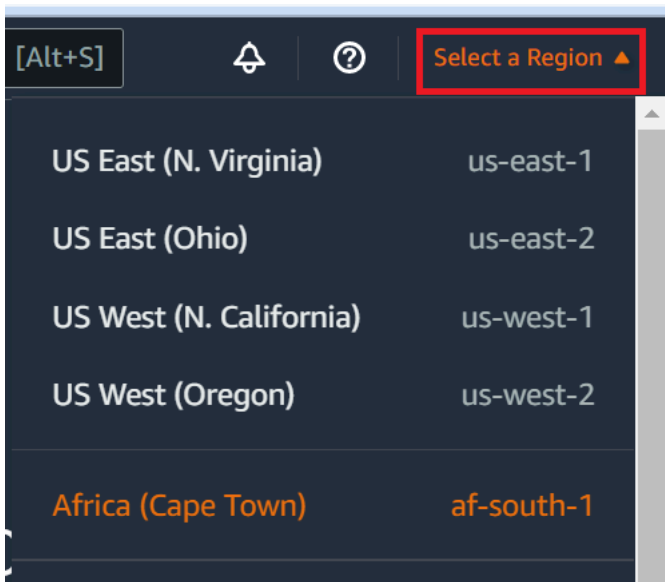 [Alt+S] Select a Region
US East (N. Virginia) us-east-1
US East (Ohio) us-east-2
US West (N. California) us-west-1
US West (Oregon) us-west-2
Africa (Cape Town) af-south-1